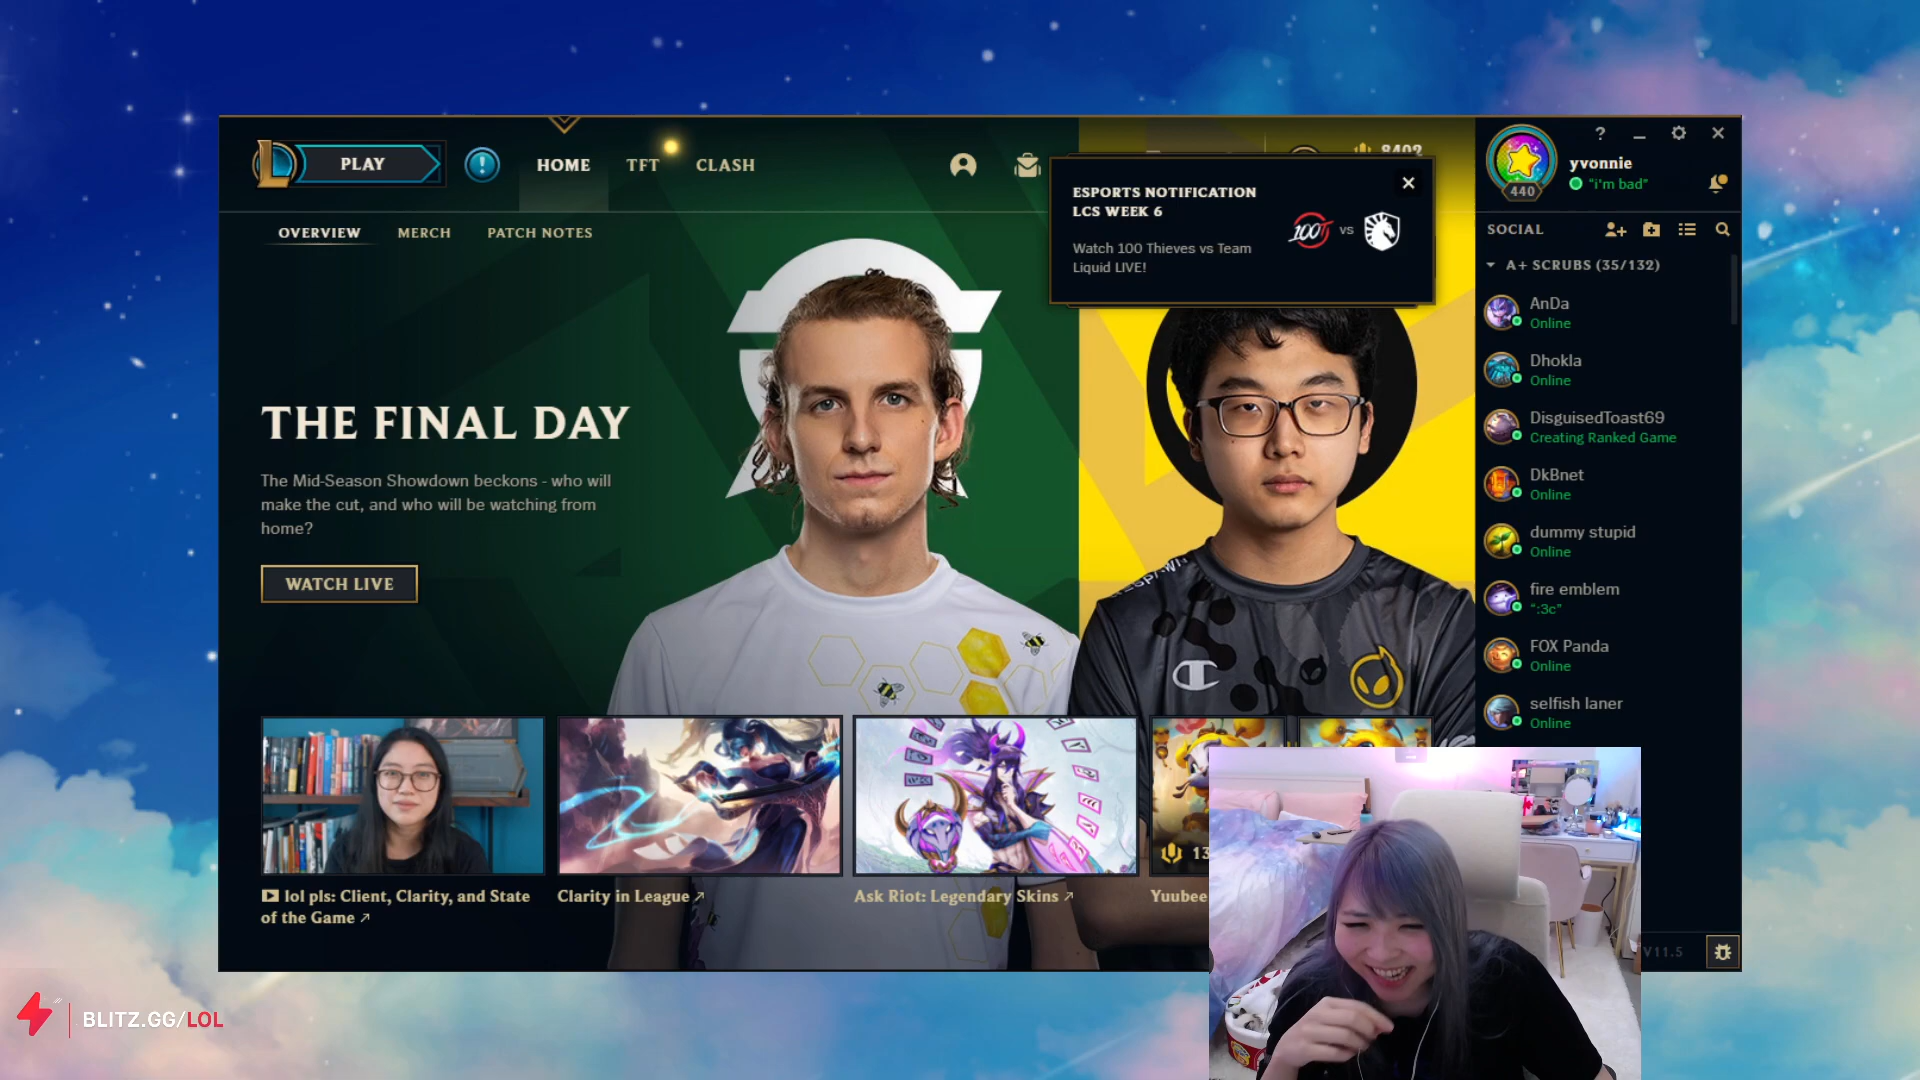 PLAY
HOME
TFT
CLASH
8402
OVERVIEW
MERCH
PATCH NOTES
ESPORTS NOTIFICATION
LCS WEEK 6
Watch 100 Thieves vs Team
Liquid LIVE!
100T
vs
THE FINAL DAY
The Mid-Season Showdown beckons - who will
make the cut, and who will be watching from
home?
WATCH LIVE
lol pls: Client, Clarity, and State
of the Game
Clarity in League
Ask Riot: Legendary Skins
13
Yuubee
?
440
yvonnie
"i'm bad"
SOCIAL
A+ SCRUBS (35/132)
AnDa
Online
Dhokla
Online
DisguisedToast69
Creating Ranked Game
DkBnet
Online
dummy stupid
Online
fire emblem
":3c"
FOX Panda
Online
selfish laner
Online
V11.5
BLITZ.GG/LOL